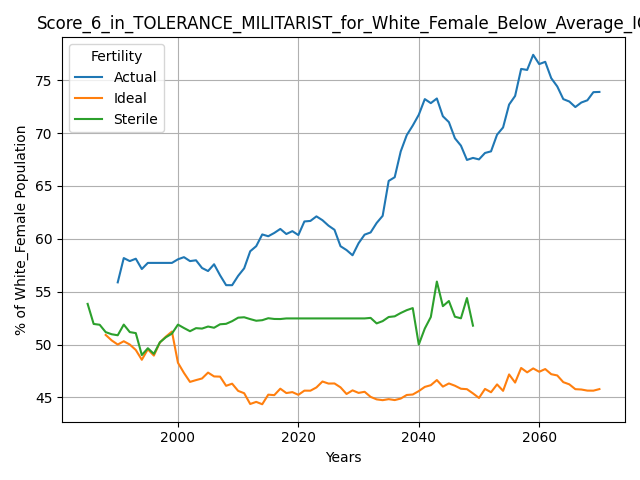 Score_6_in_TOLERANCE_MILITARIST_for_White_Female_Below_Average_I
Fertility
Actual
Ideal
Sterile
% of White_Female Population
75
70
65
60
55
50
45
2000
2020
2040
2060
Years